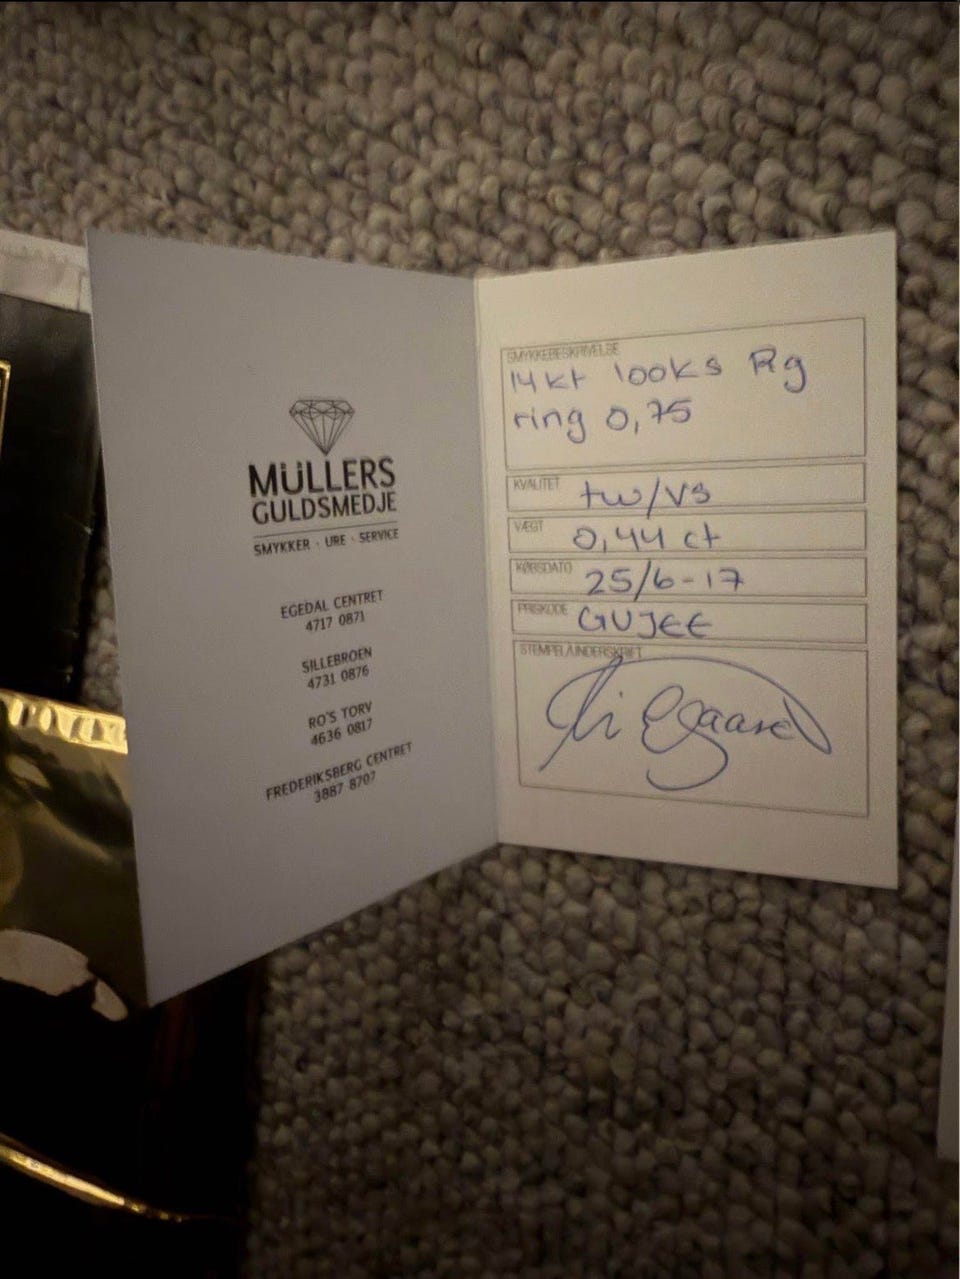 MÜLLERS
GULDSMEDJE
SMYKKER · URE · SERVICE
EGEDAL CENTRET
4717 0871
SILLEBROEN
4731 0876
RO'S TORV
4636 0817
FREDERIKSBERG CENTRET
3887 8707
SMYKKEBESKRIVELSE
14kt looks Rg
ring 0,75
KVALITET
tw/vs
VÆGT
0,44 ct
KØBSDATO
25/6-17
PRISKODE
GUJEE
STEMPEL/UNDERSKRIFT